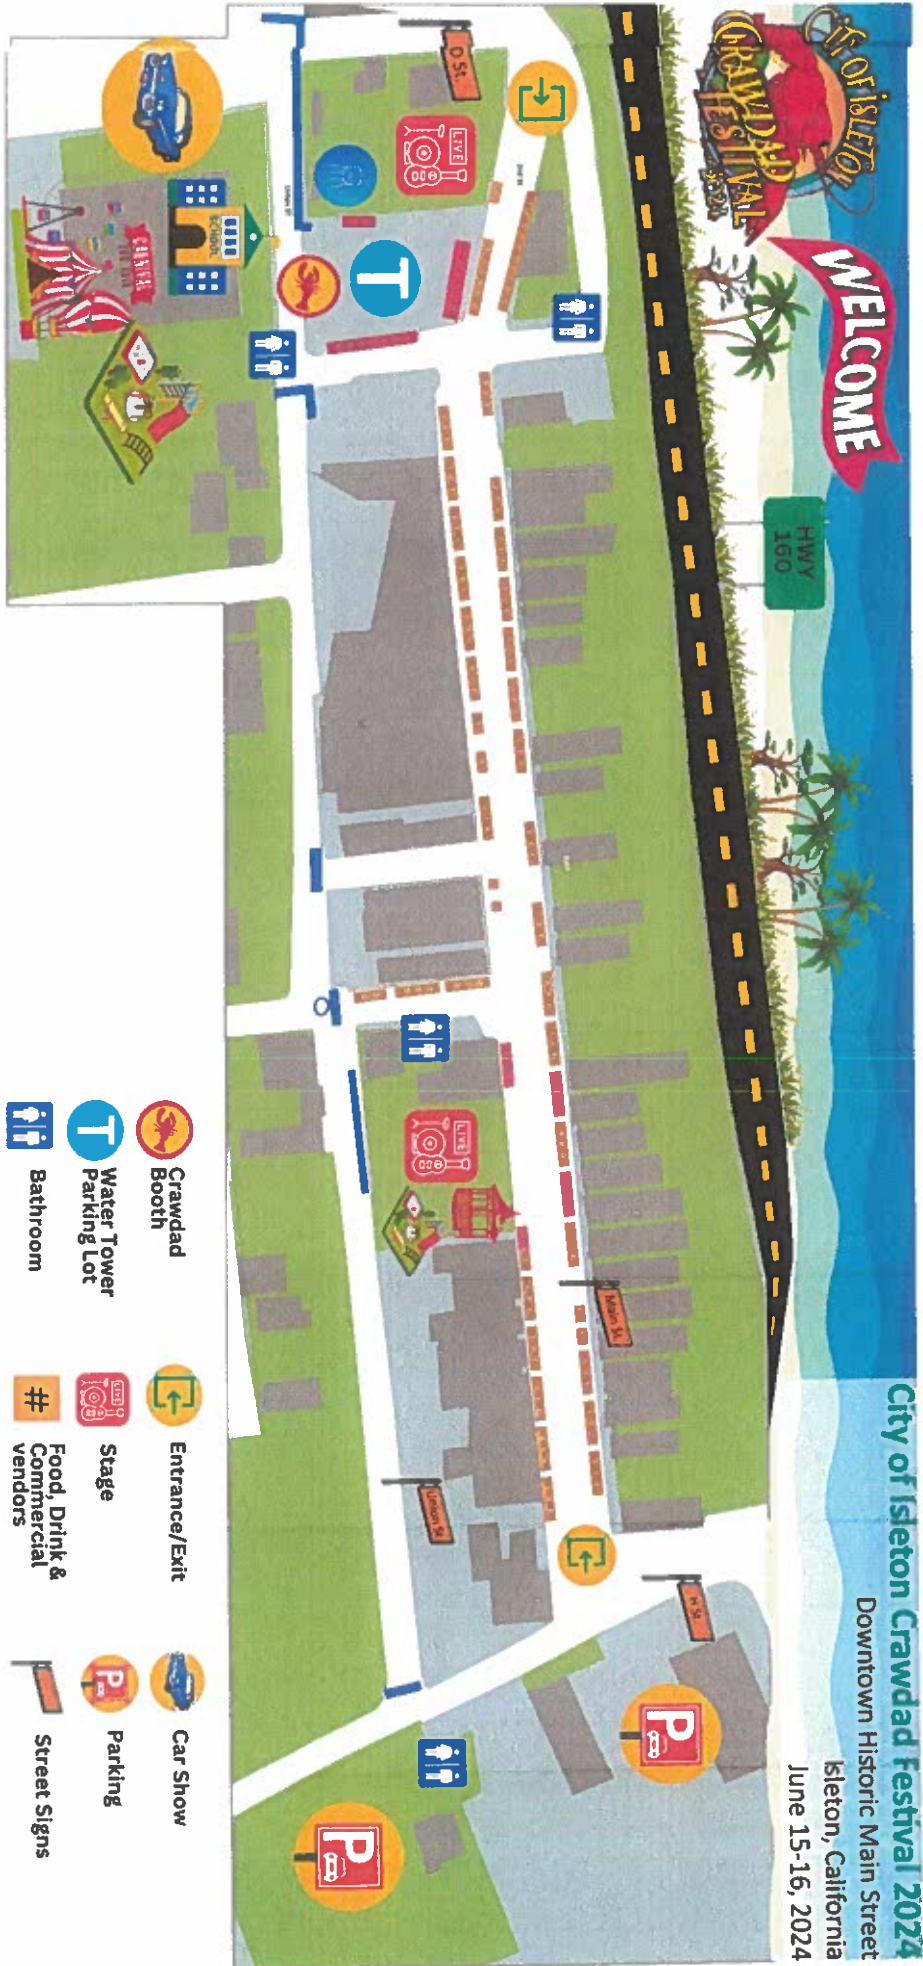 City of Isleton Crawdad Festival 2024
Downtown Historic Main Street
Isleton, California
June 15-16, 2024
CITY OF ISLETON
CRAWDAD
FESTIVAL
WELCOME
HWY
160
D St.
LIVE
T
SCHOOL
Main St.
LIVE
Union St
H St.
P
P
Crawdad
Booth
T
Water Tower
Parking Lot
Bathroom
Entrance/Exit
LIVE
Stage
#
Food, Drink &
Commercial
vendors
Car Show
P
Parking
Street Signs